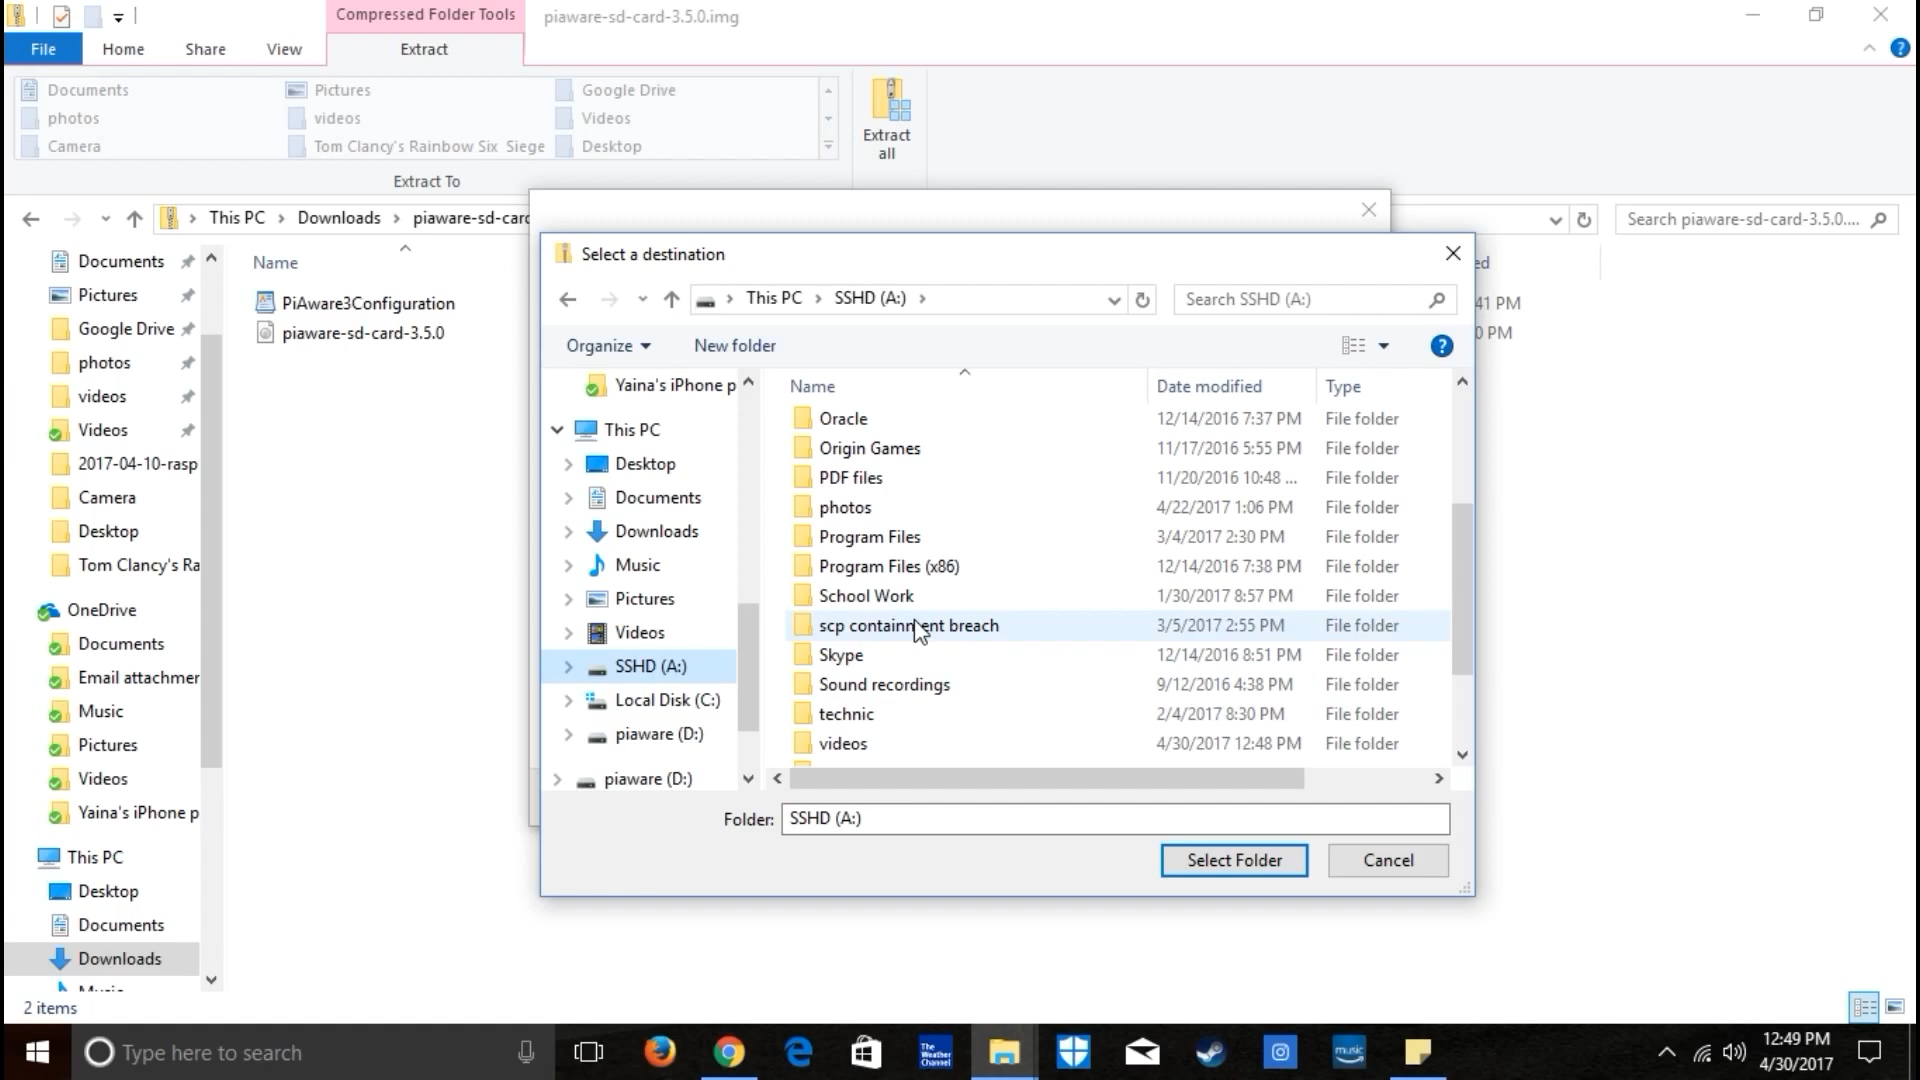 Compressed Folder Tools
piaware-sd-card-3.5.0.img
File
Home
Share
View
Extract
Documents
Pictures
Google Drive
photos
videos
Videos
Camera
Tom Clancy's Rainbow Six Siege
Desktop
Extract all
Extract To
This PC
Downloads
piaware-sd-card
Search piaware-sd-card-3.5.0....
Documents
Pictures
Google Drive
photos
videos
Videos
2017-04-10-rasp
Camera
Desktop
Tom Clancy's Ra
OneDrive
Documents
Email attachmer
Music
Pictures
Videos
Yaina's iPhone p
This PC
Desktop
Documents
Downloads
2 items
Name
PiAware3Configuration
piaware-sd-card-3.5.0
ed
41 PM
0 PM
Select a destination
This PC
SSHD (A:)
Search SSHD (A:)
Organize
New folder
?
Yaina's iPhone p
This PC
Desktop
Documents
Downloads
Music
Pictures
Videos
SSHD (A:)
Local Disk (C:)
piaware (D:)
piaware (D:)
Name Date modified Type
Oracle 12/14/2016 7:37 PM File folder
Origin Games 11/17/2016 5:55 PM File folder
PDF files 11/20/2016 10:48 ... File folder
photos 4/22/2017 1:06 PM File folder
Program Files 3/4/2017 2:30 PM File folder
Program Files (x86) 12/14/2016 7:38 PM File folder
School Work 1/30/2017 8:57 PM File folder
scp containment breach 3/5/2017 2:55 PM File folder
Skype 12/14/2016 8:51 PM File folder
Sound recordings 9/12/2016 4:38 PM File folder
technic 2/4/2017 8:30 PM File folder
videos 4/30/2017 12:48 PM File folder
Folder: SSHD (A:)
Select Folder
Cancel
Type here to search
The
Weather
Channel
music
12:49 PM
4/30/2017